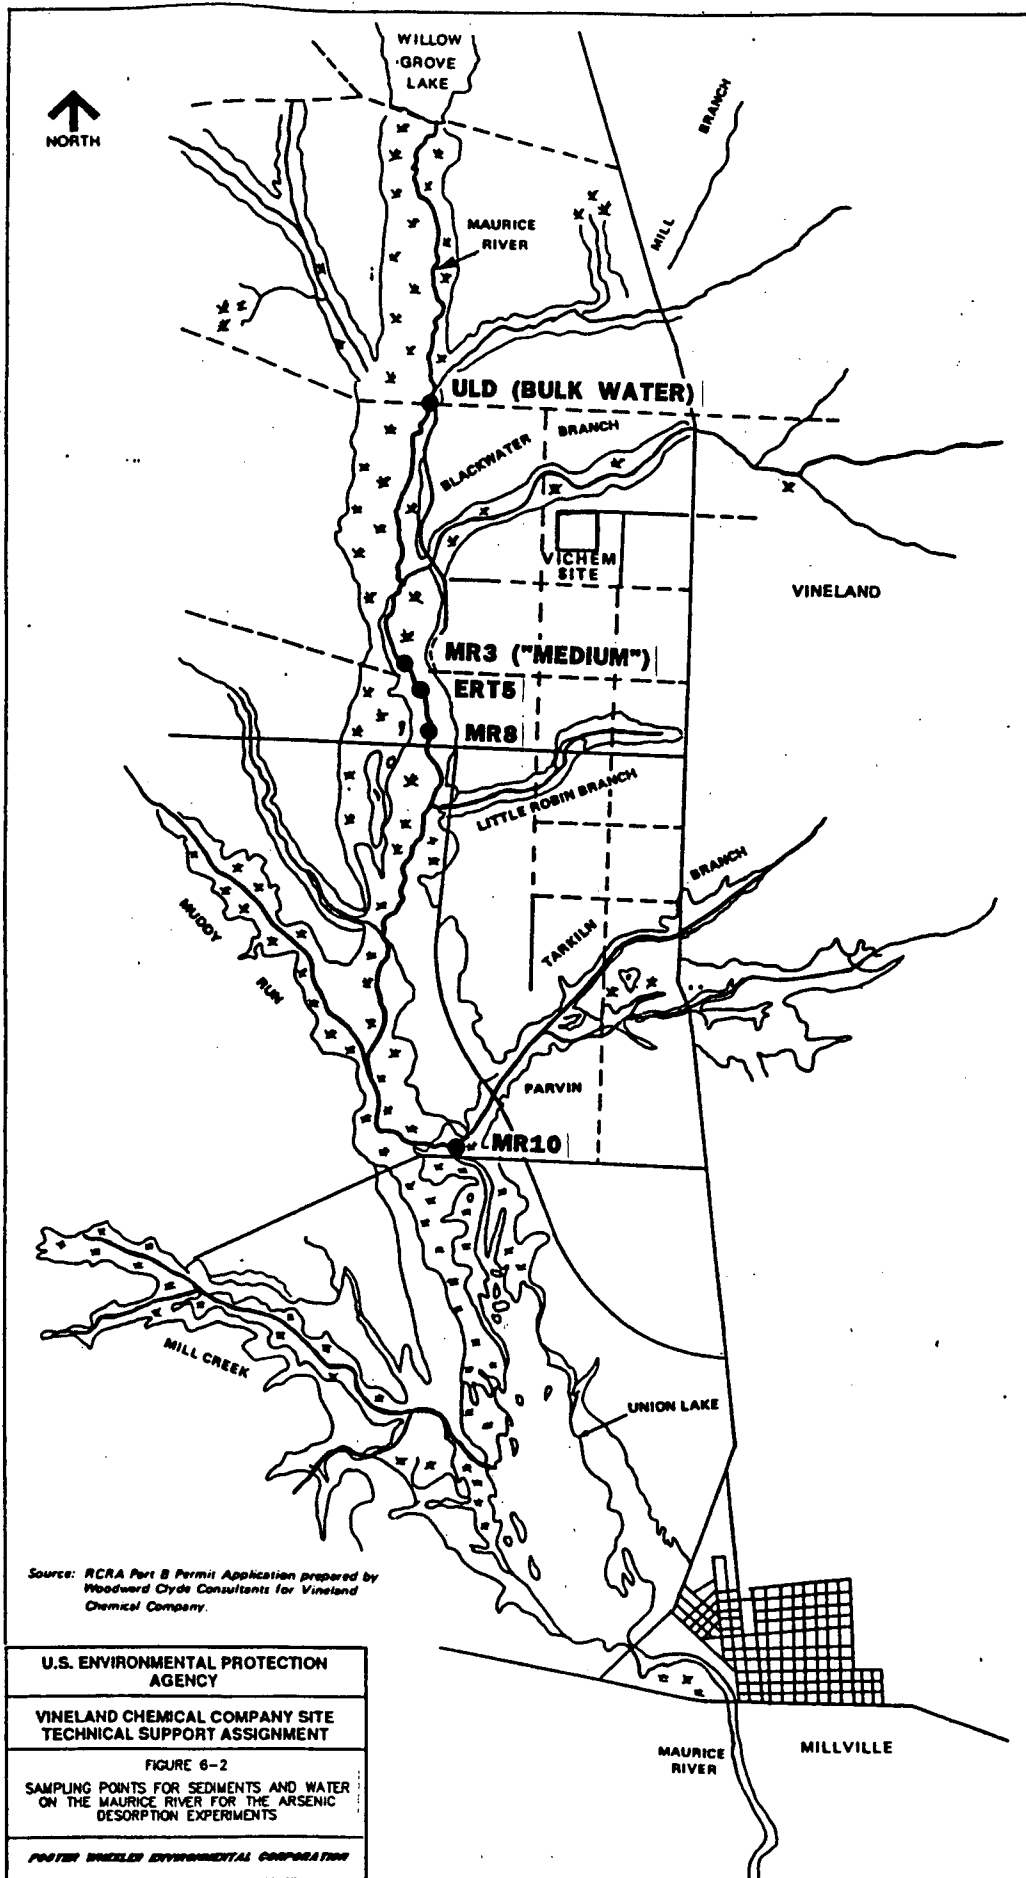 WILLOW
GROVE
LAKE
NORTH
BRANCH
MILL
MAURICE
RIVER
ULD (BULK WATER)
BLACKWATER BRANCH
VICHEM
SITE
VINELAND
MR3 ("MEDIUM")
ERT5
MR8
LITTLE ROBIN BRANCH
MUDDY
RUN
TARKILN
BRANCH
PARVIN
MR10
MILL CREEK
UNION LAKE
Source: RCRA Part B Permit Application prepared by
Woodward Clyde Consultants for Vineland
Chemical Company.
U.S. ENVIRONMENTAL PROTECTION
AGENCY
VINELAND CHEMICAL COMPANY SITE
TECHNICAL SUPPORT ASSIGNMENT
FIGURE 6-2
SAMPLING POINTS FOR SEDIMENTS AND WATER
ON THE MAURICE RIVER FOR THE ARSENIC
DESORPTION EXPERIMENTS
FOSTER WHEELER ENVIRONMENTAL CORPORATION
MAURICE
RIVER
MILLVILLE